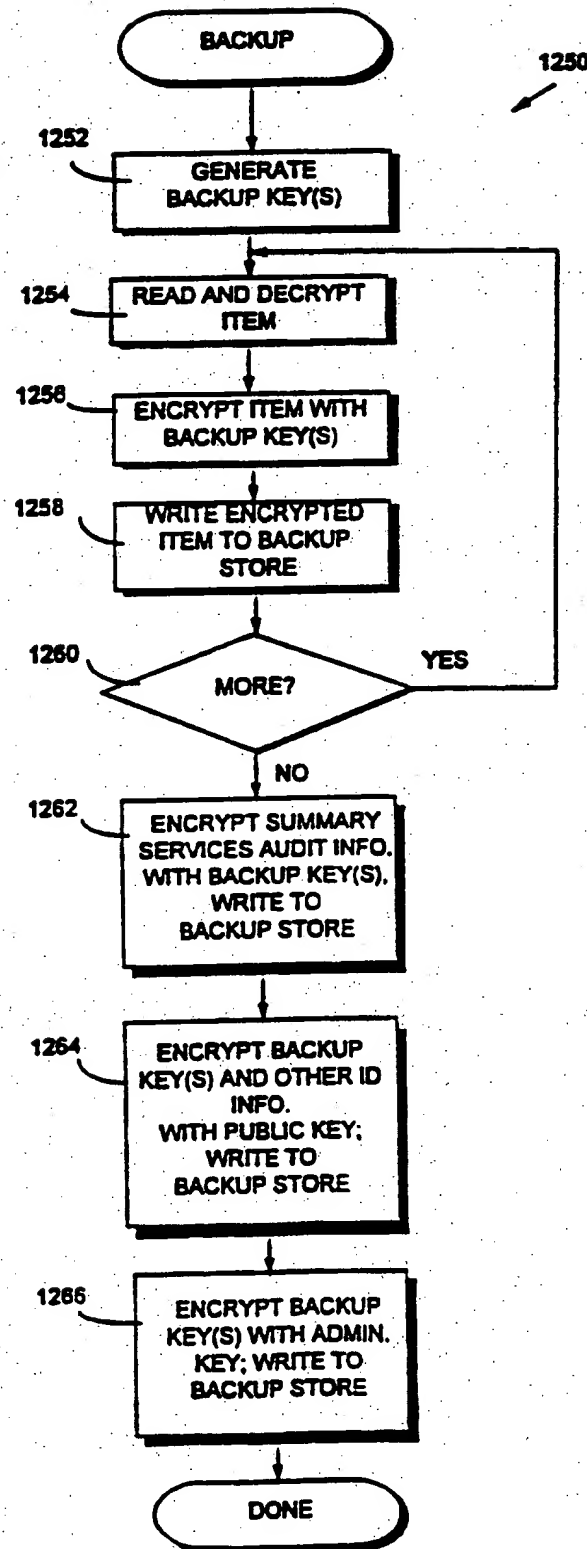 BACKUP
1250
1252
GENERATE
BACKUP KEY(S)
1254
READ AND DECRYPT
ITEM
1256
ENCRYPT ITEM WITH
BACKUP KEY(S)
1258
WRITE ENCRYPTED
ITEM TO BACKUP
STORE
1260
MORE?
YES
NO
1262
ENCRYPT SUMMARY
SERVICES AUDIT INFO.
WITH BACKUP KEY(S),
WRITE TO
BACKUP STORE
1264
ENCRYPT BACKUP
KEY(S) AND OTHER ID
INFO.
WITH PUBLIC KEY;
WRITE TO
BACKUP STORE
1266
ENCRYPT BACKUP
KEY(S) WITH ADMIN.
KEY; WRITE TO
BACKUP STORE
DONE